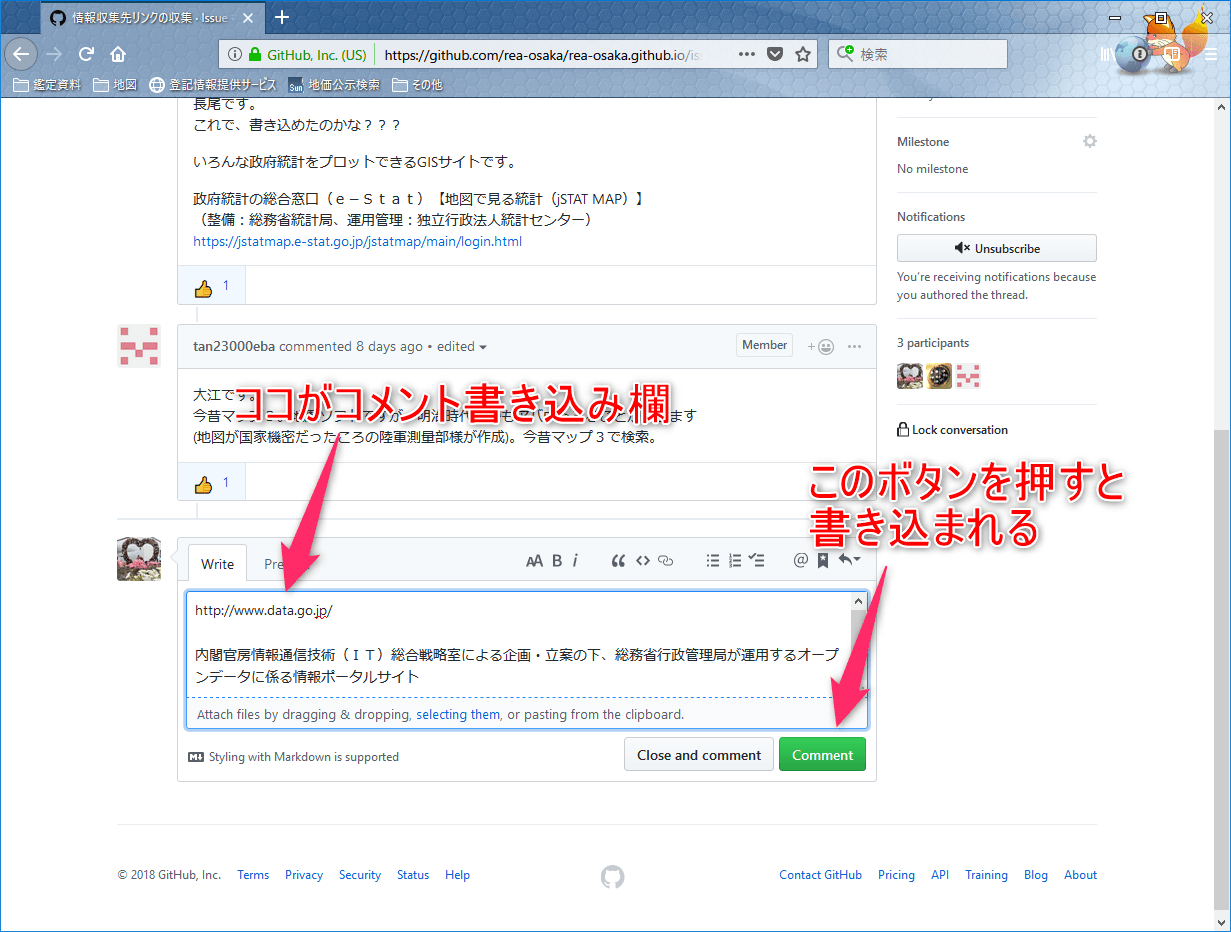 情報収集先リンクの収集 · Issue
GitHub, Inc. (US)
https://github.com/rea-osaka/rea-osaka.github.io/is
検索
鑑定資料
地図
登記情報提供サービス
Sun
地価公示検索
その他
長尾です。
これで、書き込めたのかな？？？
いろんな政府統計をプロットできるGISサイトです。
政府統計の総合窓口（ｅ－Ｓｔａｔ）【地図で見る統計（jSTAT MAP）】
（整備：総務省統計局、運用管理：独立行政法人統計センター）
https://jstatmap.e-stat.go.jp/jstatmap/main/login.html
1
Milestone
No milestone
Notifications
Unsubscribe
You're receiving notifications because
you authored the thread.
3 participants
Lock conversation
tan23000eba commented 8 days ago • edited
Member
大江です。
ココがコメント書き込み欄
今昔マップ
明治時代
ます
(地図が国家機密だったころの陸軍測量部様が作成)。今昔マップ３で検索。
1
このボタンを押すと
書き込まれる
Write
Pre
AA B i
http://www.data.go.jp/
内閣官房情報通信技術（ＩＴ）総合戦略室による企画・立案の下、総務省行政管理局が運用するオープ
ンデータに係る情報ポータルサイト
Attach files by dragging & dropping, selecting them, or pasting from the clipboard.
Styling with Markdown is supported
Close and comment
Comment
© 2018 GitHub, Inc.
Terms
Privacy
Security
Status
Help
Contact GitHub
Pricing
API
Training
Blog
About